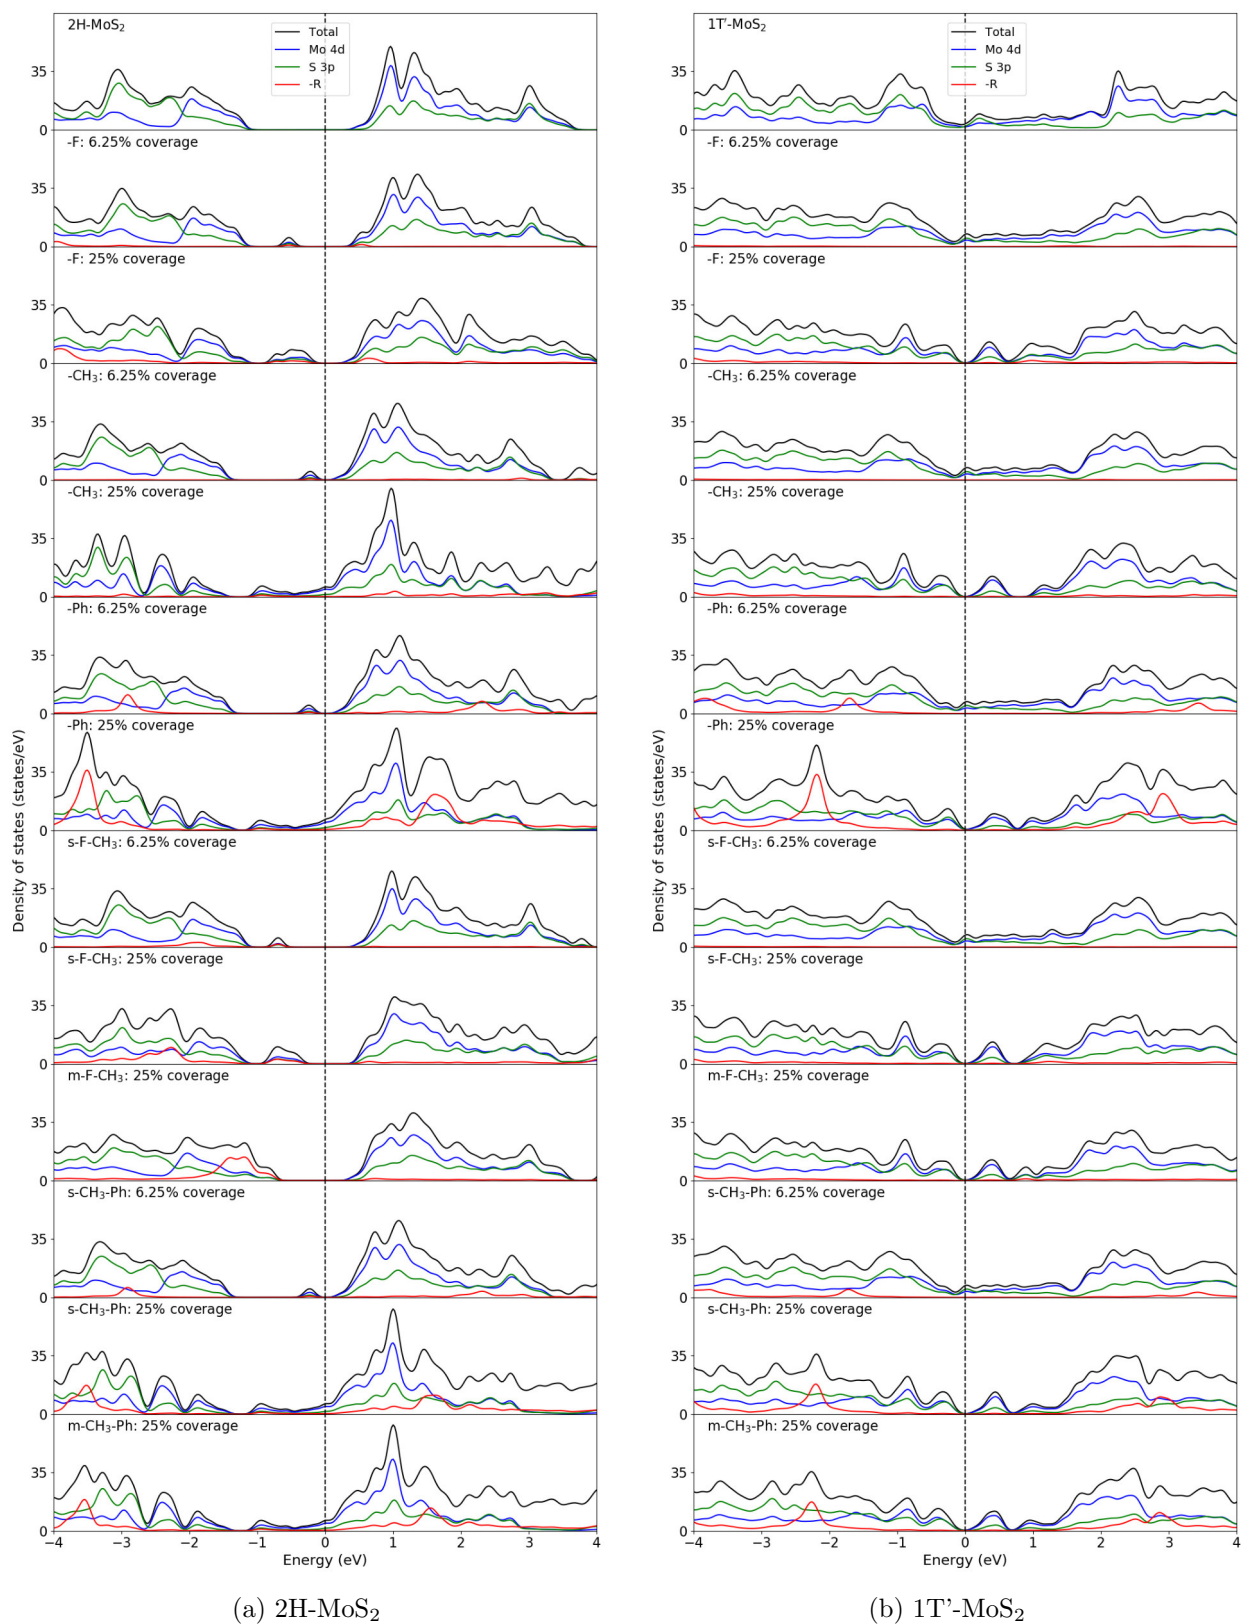 2H-MoS₂
Total
Mo 4d
S 3p
-R
35
0
-F: 6.25% coverage
35
0
-F: 25% coverage
35
0
-CH₃: 6.25% coverage
35
0
-CH₃: 25% coverage
35
0
-Ph: 6.25% coverage
35
0
-Ph: 25% coverage
35
0
s-F-CH₃: 6.25% coverage
35
0
s-F-CH₃: 25% coverage
35
0
m-F-CH₃: 25% coverage
35
0
s-CH₃-Ph: 6.25% coverage
35
0
s-CH₃-Ph: 25% coverage
35
0
m-CH₃-Ph: 25% coverage
35
0
Density of states (states/eV)
−4 −3 −2 −1 0 1 2 3 4
Energy (eV)
(a) 2H-MoS₂
1T'-MoS₂
Total
Mo 4d
S 3p
-R
35
0
-F: 6.25% coverage
35
0
-F: 25% coverage
35
0
-CH₃: 6.25% coverage
35
0
-CH₃: 25% coverage
35
0
-Ph: 6.25% coverage
35
0
-Ph: 25% coverage
35
0
s-F-CH₃: 6.25% coverage
35
0
s-F-CH₃: 25% coverage
35
0
m-F-CH₃: 25% coverage
35
0
s-CH₃-Ph: 6.25% coverage
35
0
s-CH₃-Ph: 25% coverage
35
0
m-CH₃-Ph: 25% coverage
35
0
Density of states (states/eV)
−4 −3 −2 −1 0 1 2 3 4
Energy (eV)
(b) 1T'-MoS₂